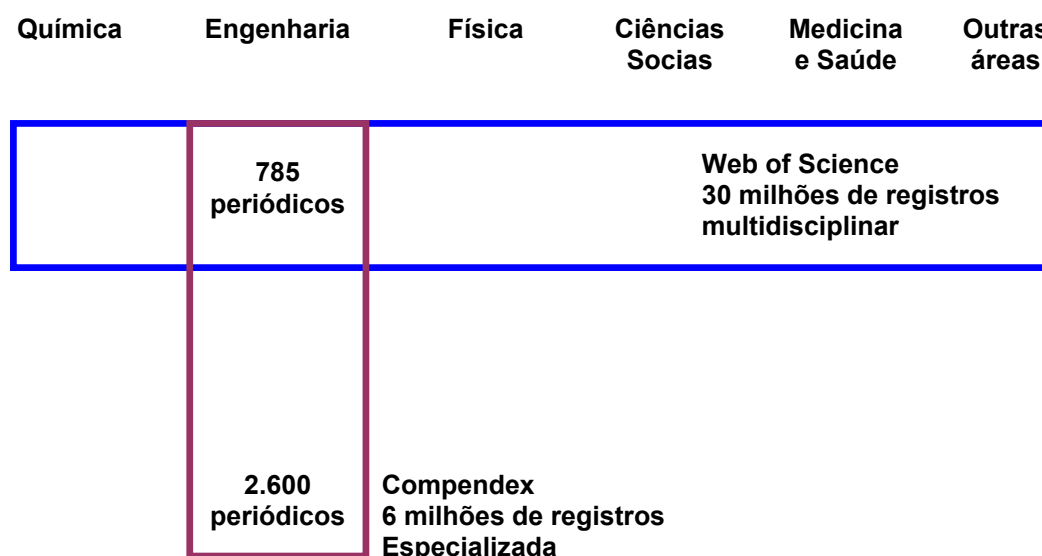 Química Engenharia Física Ciências Medicina Outras
Socias e Saúde áreas
785
periódicos
Web of Science
30 milhões de registros
multidisciplinar
2.600
periódicos
Compendex
6 milhões de registros
Especializada